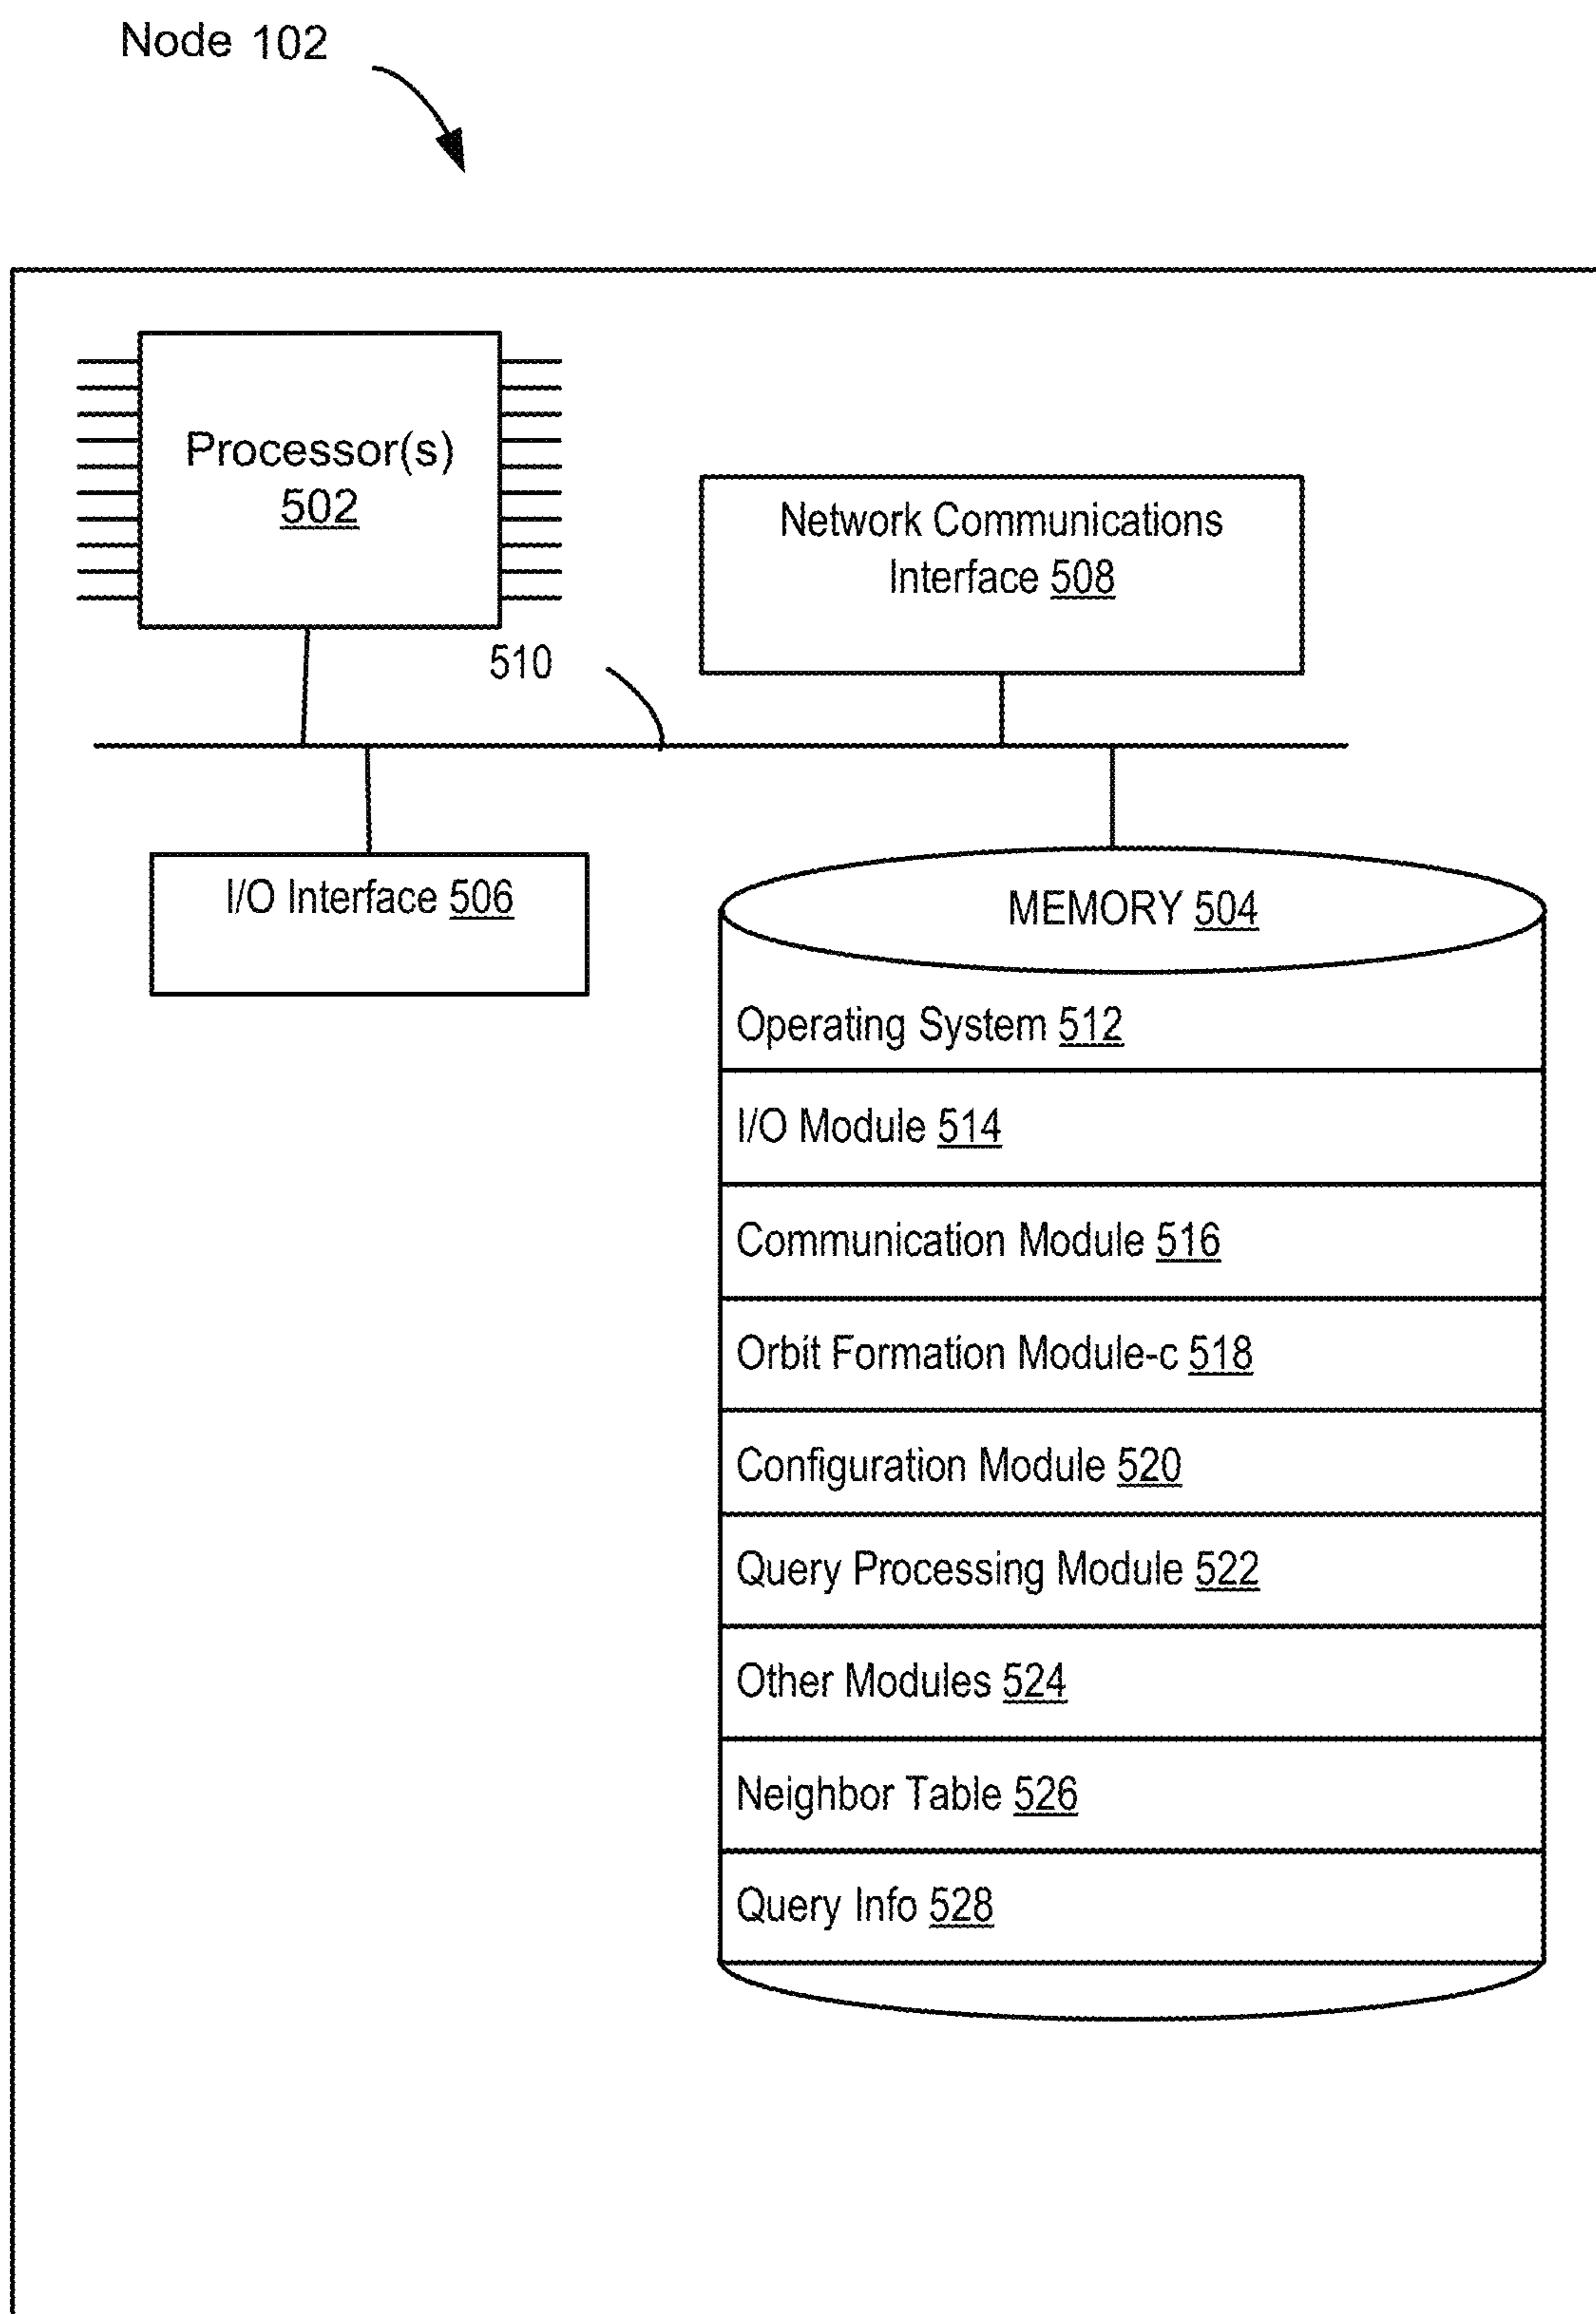 Node 102
Processor(s)
502
Network Communications
Interface 508
510
I/O Interface 506
MEMORY 504
Operating System 512
I/O Module 514
Communication Module 516
Orbit Formation Module-c 518
Configuration Module 520
Query Processing Module 522
Other Modules 524
Neighbor Table 526
Query Info 528